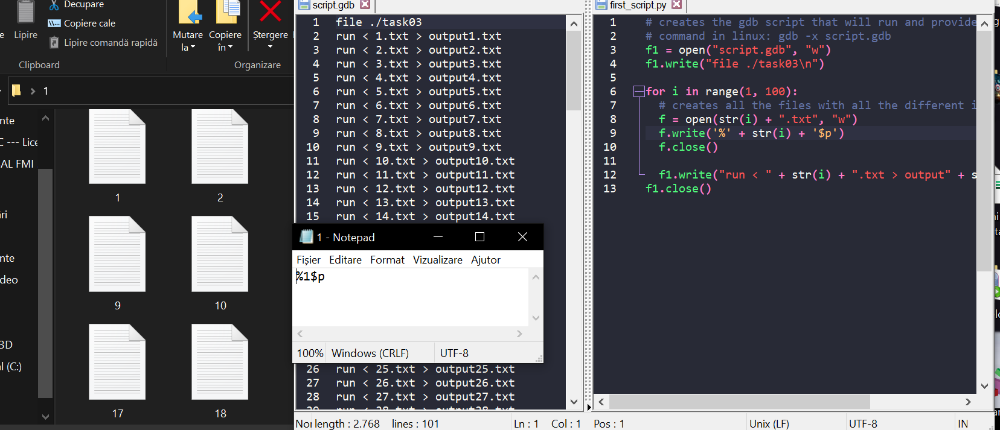 Decupare
Copiere cale
Lipire comandă rapidă
Lipire
Clipboard
Mutare
la
Copiere
în
Ștergere
Organizare
1
nte
C --- Lice
AL FMI
ri
nte
deo
3D
l (C:)
1
2
9
10
17
18
script.gdb
1 file ./task03
2 run < 1.txt > output1.txt
3 run < 2.txt > output2.txt
4 run < 3.txt > output3.txt
5 run < 4.txt > output4.txt
6 run < 5.txt > output5.txt
7 run < 6.txt > output6.txt
8 run < 7.txt > output7.txt
9 run < 8.txt > output8.txt
10 run < 9.txt > output9.txt
11 run < 10.txt > output10.txt
12 run < 11.txt > output11.txt
13 run < 12.txt > output12.txt
14 run < 13.txt > output13.txt
15 run < 14.txt > output14.txt
1 - Notepad
Fișier Editare Format Vizualizare Ajutor
%1$p
100% Windows (CRLF) UTF-8
26 run < 25.txt > output25.txt
27 run < 26.txt > output26.txt
28 run < 27.txt > output27.txt
29 run < 28.txt > output28.txt
first_script.py
1 # creates the gdb script that will run and provide
2 # command in linux: gdb -x script.gdb
3 f1 = open("script.gdb", "w")
4 f1.write("file ./task03\n")
5
6 for i in range(1, 100):
7 # creates all the files with all the different i
8 f = open(str(i) + ".txt", "w")
9 f.write('%' + str(i) + '$p')
10 f.close()
11
12 f1.write("run < " + str(i) + ".txt > output" + s
13 f1.close()
Nor length : 2.768 lines : 101 Ln : 1 Col : 1 Pos : 1 Unix (LF) UTF-8 IN